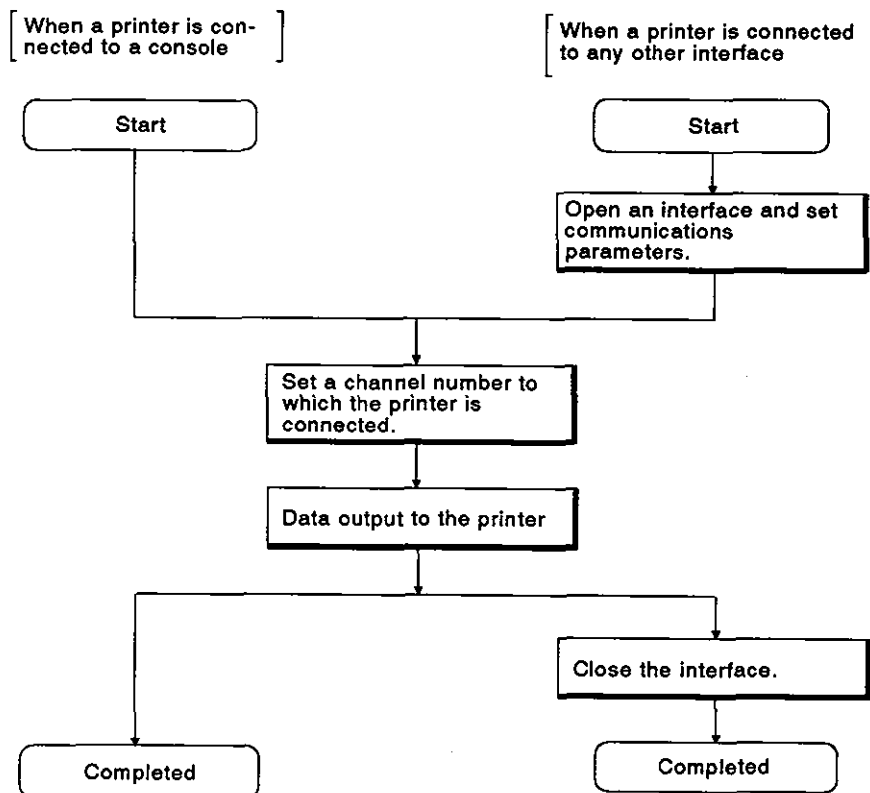 When a printer is con-
nected to a console
When a printer is connected
to any other interface
Start
Start
Open an interface and set
communications
parameters.
Set a channel number to
which the printer is
connected.
Data output to the printer
Close the interface.
Completed
Completed